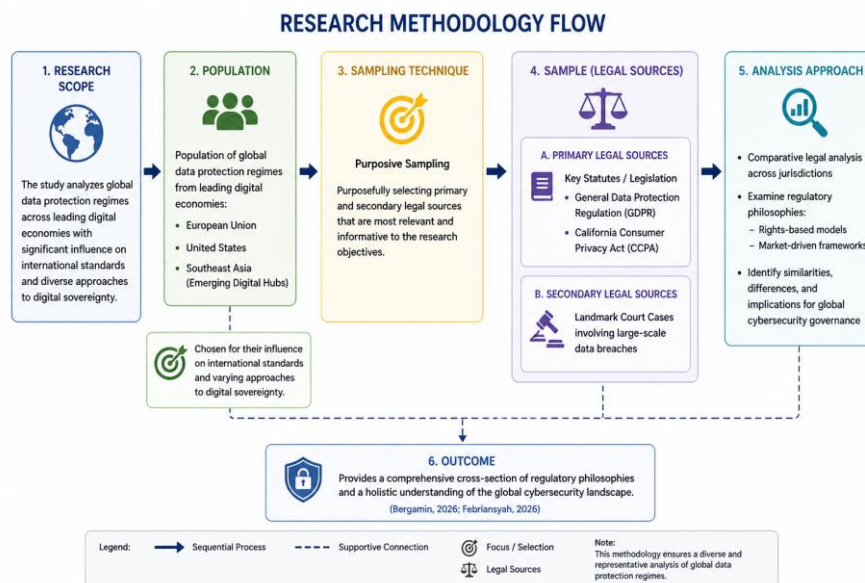 RESEARCH METHODOLOGY FLOW
1. RESEARCH
SCOPE
The study analyzes global
data protection regimes
across leading digital
economies with
significant influence on
international standards
and diverse approaches
to digital sovereignty.
2. POPULATION
Population of global
data protection regimes
from leading digital
economies:
• European Union
• United States
• Southeast Asia
(Emerging Digital Hubs)
Chosen for their influence
on international standards
and varying approaches
to digital sovereignty.
3. SAMPLING TECHNIQUE
Purposive Sampling
Purposefully selecting primary
and secondary legal sources
that are most relevant and
informative to the research
objectives.
4. SAMPLE (LEGAL SOURCES)
A. PRIMARY LEGAL SOURCES
Key Statutes / Legislation
• General Data Protection
Regulation (GDPR)
• California Consumer
Privacy Act (CCPA)
B. SECONDARY LEGAL SOURCES
Landmark Court Cases
involving large-scale
data breaches
5. ANALYSIS APPROACH
• Comparative legal analysis
across jurisdictions
• Examine regulatory
philosophies:
– Rights-based models
– Market-driven frameworks
• Identify similarities,
differences, and
implications for global
cybersecurity governance
6. OUTCOME
Provides a comprehensive cross-section of regulatory philosophies
and a holistic understanding of the global cybersecurity landscape.
(Bergamin, 2026; Febriansyah, 2026)
Legend:
Sequential Process
Supportive Connection
Focus / Selection
Legal Sources
Note:
This methodology ensures a diverse and
representative analysis of global data
protection regimes.